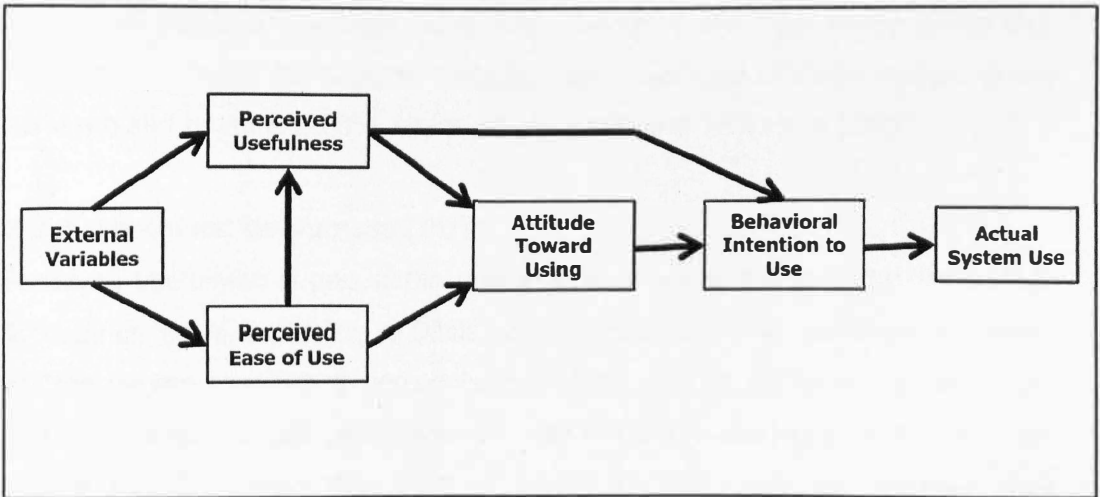 Perceived
Usefulness
External
Variables
Perceived
Ease of Use
Attitude
Toward
Using
Behavioral
Intention to
Use
Actual
System Use